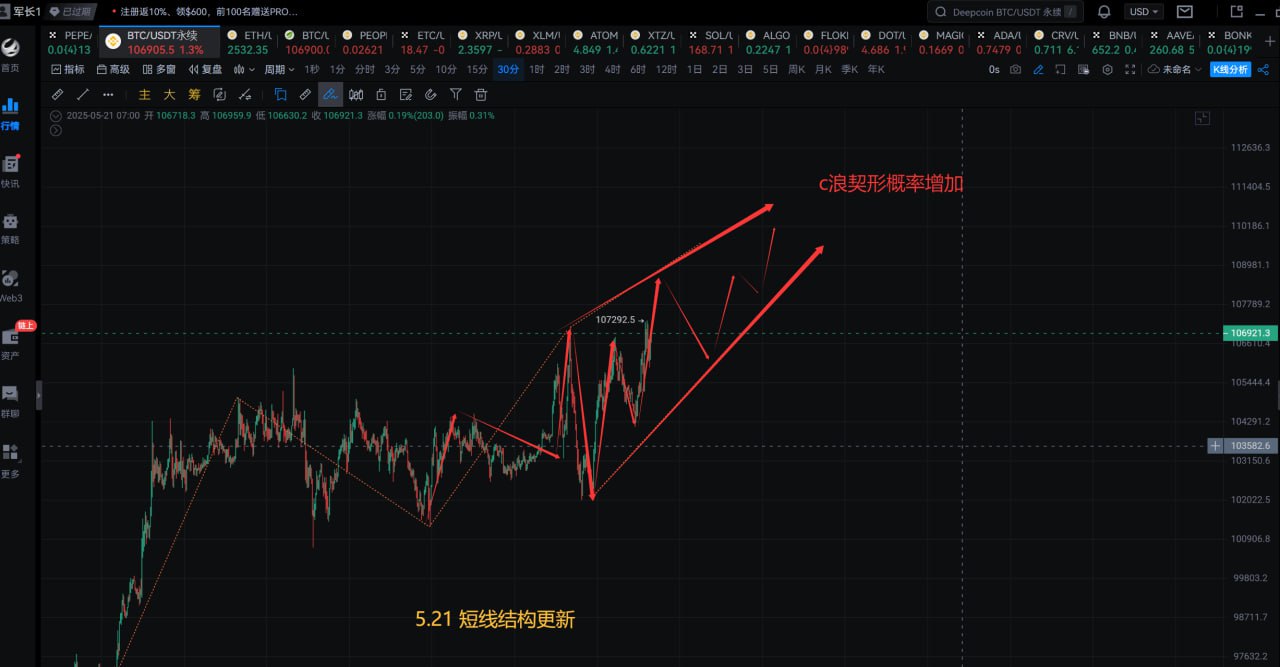 军长1 已过期 • 注册返10%、领$600，前100名赠送PRO... Deepcoin BTC/USDT 永续 / USD
PEPE/ BTC/USDT永续 ETH/U BTC/U PEOPI ETC/U XRP/U XLM/U ATOM XTZ/U SOL/U ALGO FLOKI DOT/U MAGIC ADA/U CRV/U BNB/U AAVE/ BONK
0.0{4}13 106905.5 1.3% 2532.35 106900.0 0.02621 18.47 -0 2.3597 - 0.2883 0 4.849 1. 0.6221 1 168.71 1 0.2247 1 0.0{4}98 4.686 1.9 0.1669 0 0.7479 0 0.711 6. 652.2 0. 260.68 5 0.0{4}19
指标 高级 多窗 复盘 周期 1秒 1分 分时 3分 5分 10分 15分 30分 1时 2时 3时 4时 6时 12时 1日 2日 3日 5日 周K 月K 季K 年K 0s 未命名 K线分析
主 大 筹
2025-05-21 07:00 开 106718.3 高 106959.9 低 106630.2 收 106921.3 涨幅 0.19%(203.0) 振幅 0.31%
首页
行情
快讯
策略
Web3
链上
资产
群聊
更多
c浪契形概率增加
107292.5
5.21 短线结构更新
112636.3
111404.5
110186.1
108981.1
107789.2
106921.3
106610.4
105444.4
104291.2
103582.6
103150.6
102022.5
100906.8
99803.2
98711.7
97632.2